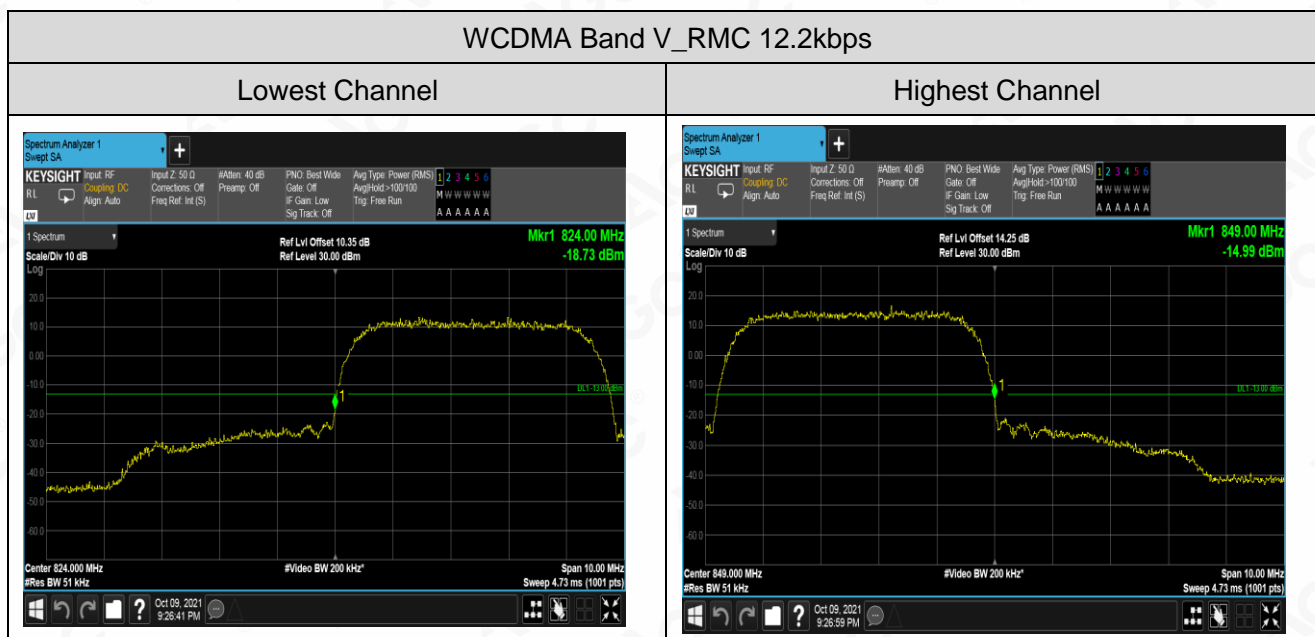 WCDMA Band V_RMC 12.2kbps
Lowest Channel
Highest Channel
Spectrum Analyzer 1
Swept SA
+
KEYSIGHT
RL
LXI
Input: RF
Coupling: DC
Align: Auto
Input Z: 50 Ω
Corrections: Off
Freq Ref: Int (S)
#Atten: 40 dB
Preamp: Off
PNO: Best Wide
Gate: Off
IF Gain: Low
Sig Track: Off
Avg Type: Power (RMS)
Avg|Hold:>100/100
Trig: Free Run
1 2 3 4 5 6
M W W W W W
A A A A A A
1 Spectrum
Scale/Div 10 dB
Ref Lvl Offset 10.35 dB
Ref Level 30.00 dBm
Mkr1 824.00 MHz
-18.73 dBm
Log
20.0
10.0
0.00
-10.0
-20.0
-30.0
-40.0
-50.0
-60.0
DL1 -13.00 dBm
1
Center 824.000 MHz
#Res BW 51 kHz
#Video BW 200 kHz*
Span 10.00 MHz
Sweep 4.73 ms (1001 pts)
?
Oct 09, 2021
9:26:41 PM
Spectrum Analyzer 1
Swept SA
+
KEYSIGHT
RL
LXI
Input: RF
Coupling: DC
Align: Auto
Input Z: 50 Ω
Corrections: Off
Freq Ref: Int (S)
#Atten: 40 dB
Preamp: Off
PNO: Best Wide
Gate: Off
IF Gain: Low
Sig Track: Off
Avg Type: Power (RMS)
Avg|Hold:>100/100
Trig: Free Run
1 2 3 4 5 6
M W W W W W
A A A A A A
1 Spectrum
Scale/Div 10 dB
Ref Lvl Offset 14.25 dB
Ref Level 30.00 dBm
Mkr1 849.00 MHz
-14.99 dBm
Log
20.0
10.0
0.00
-10.0
-20.0
-30.0
-40.0
-50.0
-60.0
DL1 -13.00 dBm
1
Center 849.000 MHz
#Res BW 51 kHz
#Video BW 200 kHz*
Span 10.00 MHz
Sweep 4.73 ms (1001 pts)
?
Oct 09, 2021
9:26:59 PM